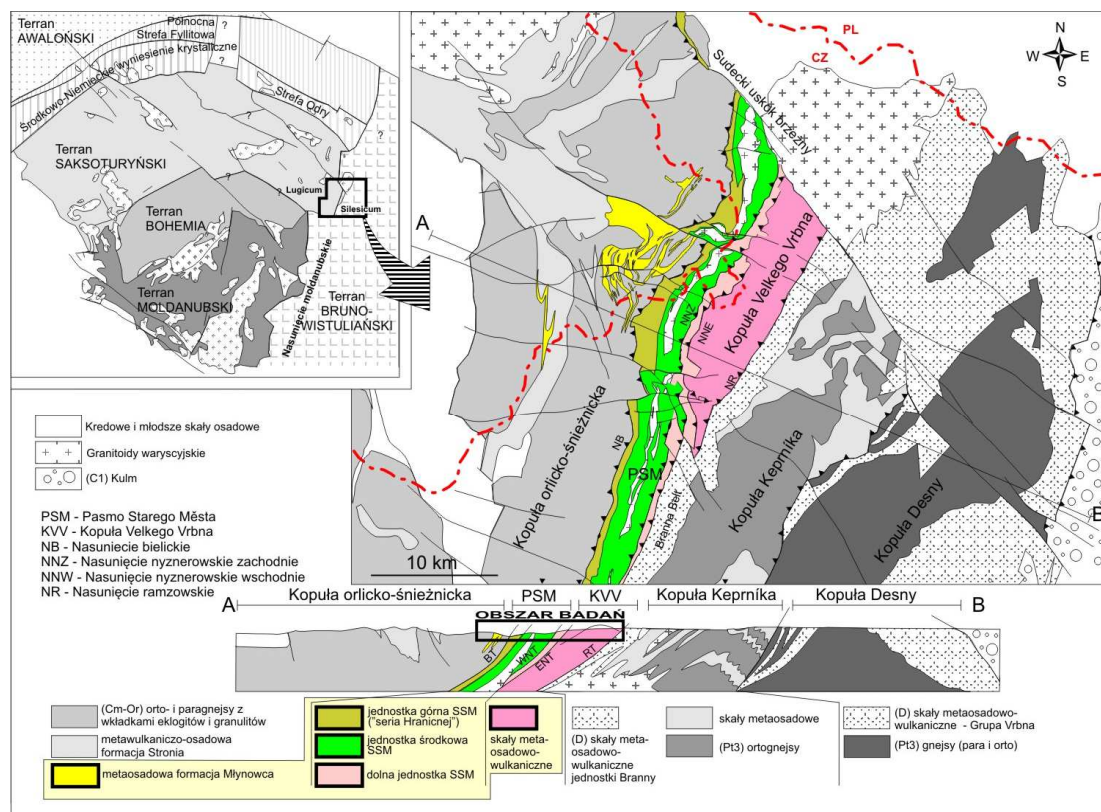 Terran
AWALOŃSKI
Północna
Strefa Fyllitowa
Środkowo-Niemieckie wyniesienie krystaliczne
Strefa Odry
?
?
?
?
?
?
Terran
SAKSOTURYŃSKI
Lugicum
Silesicum
Terran
BOHEMIA
Terran
MOLDANUBSKI
Nasunięcie moldanubskie
Terran
BRUNO-
WISTULIAŃSKI
Kredowe i młodsze skały osadowe
Granitoidy waryscyjskie
(C1) Kulm
PSM - Pasmo Starego Města
KVV - Kopuła Velkego Vrbna
NB - Nasuniecie bielickie
NNZ - Nasunięcie nyznerowskie zachodnie
NNW - Nasunięcie nyznerowskie wschodnie
NR - Nasunięcie ramzowskie
PL
CZ
N
W E
S
Sudecki uskok brzeżny
A
Kopuła Velkego Vrbna
NNZ
NNE
NR
NB
PSM
Kopuła orlicko-śnieżnicka
Branna Belt
Kopuła Keprníka
Kopuła Desny
B
10 km
Kopuła orlicko-śnieżnicka PSM KVV Kopuła Keprníka Kopuła Desny
A
B
OBSZAR BADAŃ
BT
WNT
ENT
RT
(Cm-Or) orto- i paragnejsy z
wkładkami eklogitów i granulitów
metawulkaniczo-osadowa
formacja Stronia
metaosadowa formacja Młynowca
jednostka górna SSM
("seria Hranicnej")
jednostka środkowa
SSM
dolna jednostka SSM
skały meta-
osadowo-
wulkaniczne
(D) skały meta-
osadowo-
wulkaniczne
jednostki Branny
skały metaosadowe
(Pt3) ortognejsy
(D) skały metaosadowo-
wulkaniczne - Grupa Vrbna
(Pt3) gnejsy (para i orto)